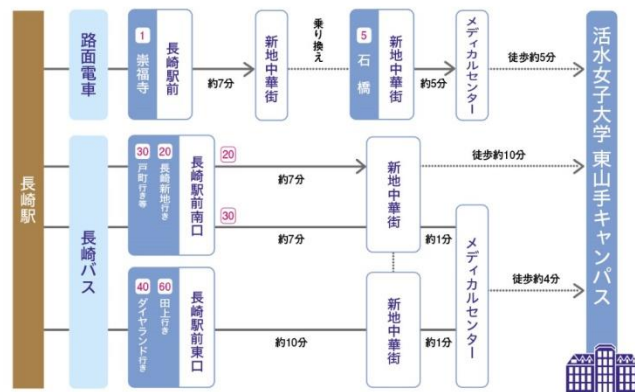 長崎駅
路面電車
1
崇福寺
長崎駅前
約7分
新地中華街
乗り換え
5
石橋
新地中華街
約5分
メディカルセンター
徒歩約5分
長崎バス
30
戸町行き等
20
長崎新地行き
長崎駅前南口
20
約7分
30
約7分
新地中華街
徒歩約10分
約1分
メディカルセンター
徒歩約4分
40
ダイヤランド行き
60
田上行き
長崎駅前東口
約10分
新地中華街
約1分
活水女子大学 東山手キャンパス